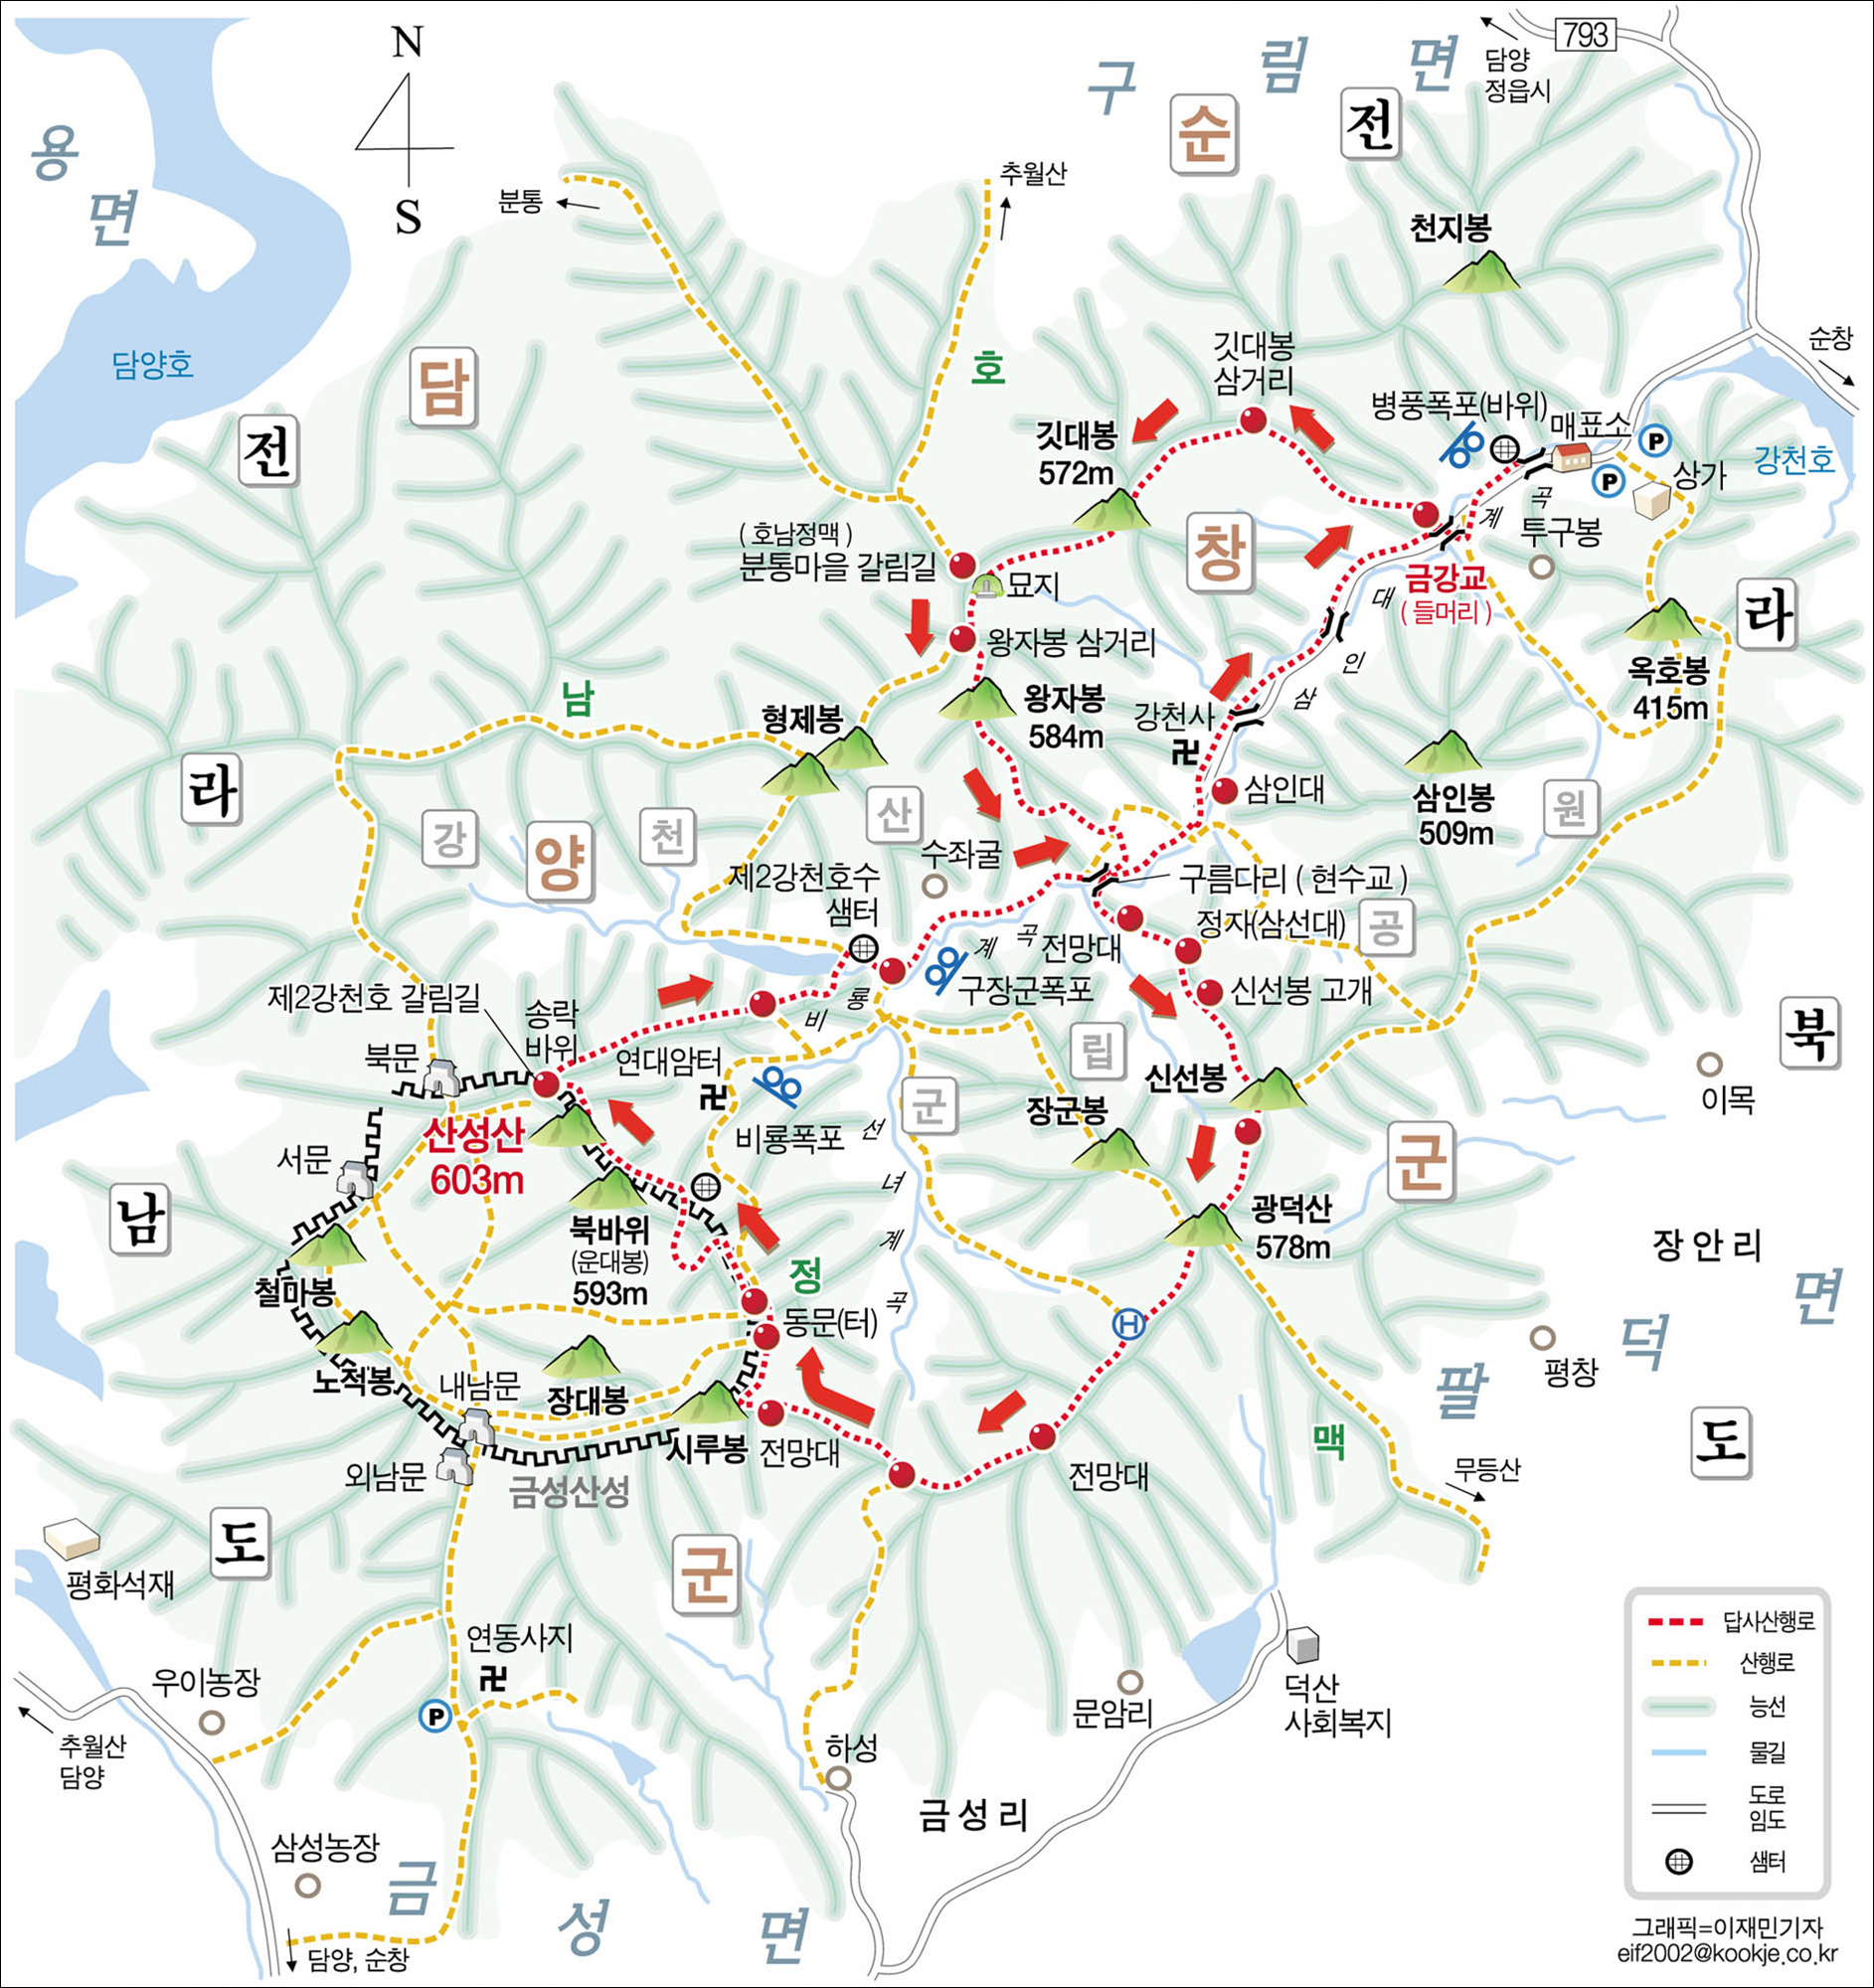 N
S
용
면
구
림
면
793
담양
정읍시
순
전
분통
추월산
천지봉
순창
담양호
담
호
깃대봉
삼거리
병풍폭포(바위)
매표소
P
강천호
전
깃대봉
572m
P
상가
곡
계
투구봉
(호남정맥)
분통마을 갈림길
묘지
창
금강교
(들머리)
대
라
왕자봉 삼거리
인
남
형제봉
왕자봉
584m
강천사
卍
삼
옥호봉
415m
라
강
양
천
산
삼인대
삼인봉
509m
원
수좌굴
제2강천호수
샘터
구름다리 ( 현수교 )
정자(삼선대)
공
계
곡
전망대
구장군폭포
신선봉 고개
제2강천호 갈림길
송락
바위
룡
비
북
북문
연대암터
卍
립
신선봉
이목
산성산
603m
비룡폭포
선
군
장군봉
서문
녀
군
남
북바위
(운대봉)
593m
계
광덕산
578m
장안리
철마봉
정
곡
동문(터)
H
면
덕
팔
평창
노적봉
내남문
장대봉
맥
도
외남문
시루봉
전망대
전망대
무등산
금성산성
도
평화석재
군
연동사지
卍
우이농장
P
문암리
덕산
사회복지
추월산
담양
하성
금성리
삼성농장
금
성
면
담양, 순창
답사산행로
산행로
능선
물길
도로
임도
샘터
그래픽=이재민기자
eif2002@kookje.co.kr